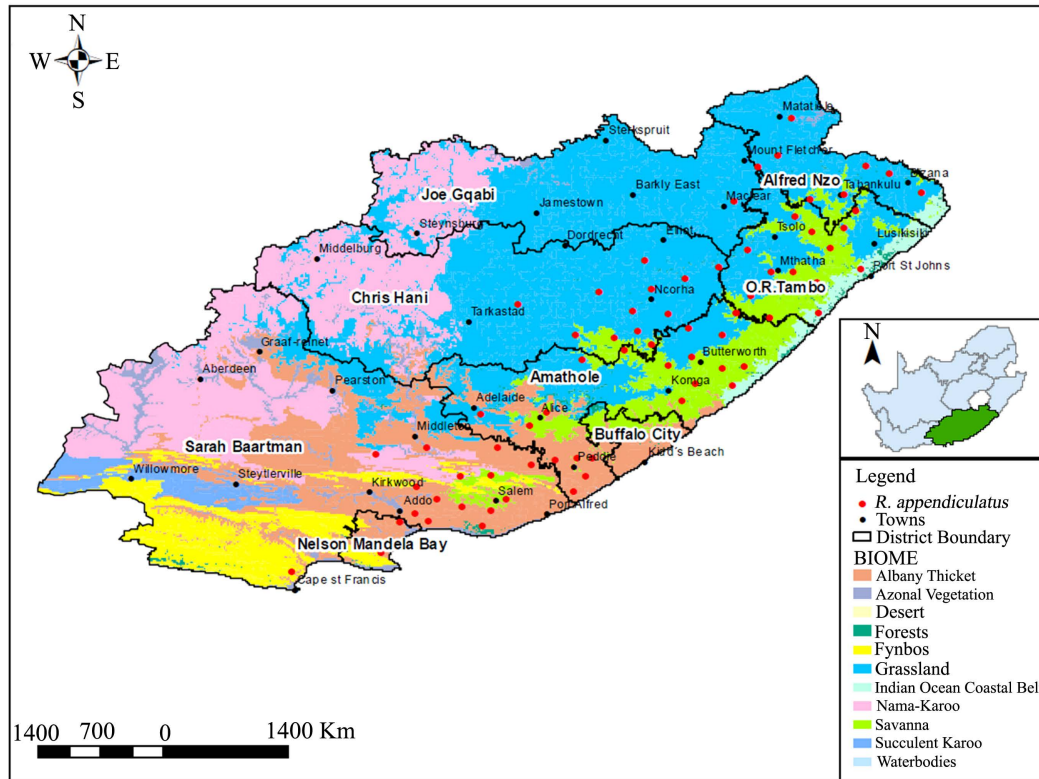 N
W E
S
Matatiele
Sterkspruit
Mount Fletcher
Alfred Nzo
Bizana
Tabankulu
Joe Gqabi
Barkly East
Maclear
Jamestown
Steynsburg
Tsolo
Lusikisiki
Dordrecht
Elliot
Middelburg
Mthatha
Port St Johns
O.R.Tambo
Chris Hani
Ncorha
Tarkastad
N
Graaf-reinet
Butterworth
Aberdeen
Pearston
Amathole
Komga
Adelaide
Alice
Middleton
Buffalo City
Sarah Baartman
Kidd's Beach
Peddie
Willowmore
Steytlerville
Kirkwood
Salem
Addo
Port Alfred
Nelson Mandela Bay
Cape st Francis
Legend
R. appendiculatus
Towns
District Boundary
BIOME
Albany Thicket
Azonal Vegetation
Desert
Forests
Fynbos
Grassland
Indian Ocean Coastal Bel
Nama-Karoo
Savanna
Succulent Karoo
Waterbodies
1400 700 0 1400 Km